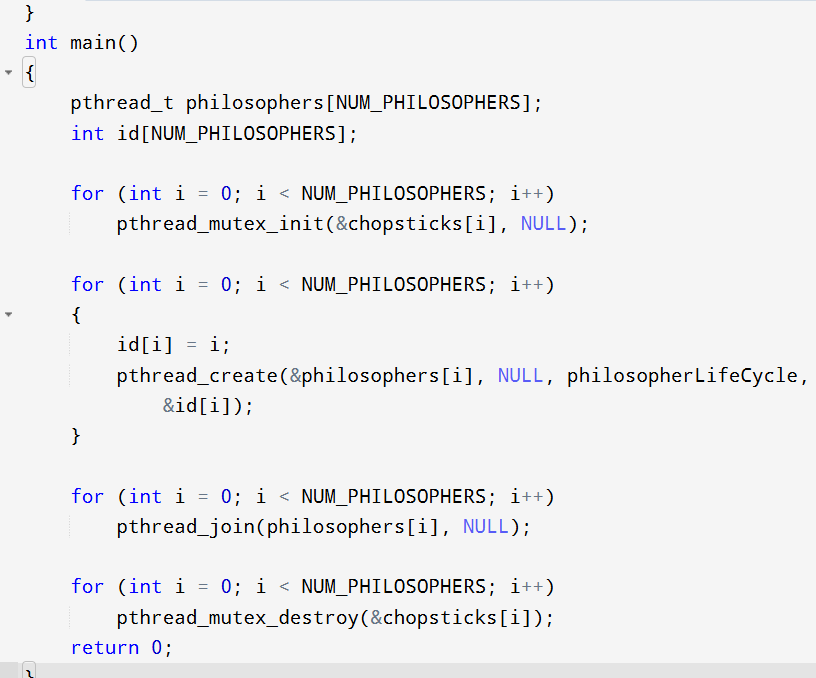 }
int main()
{
    pthread_t philosophers[NUM_PHILOSOPHERS];
    int id[NUM_PHILOSOPHERS];

    for (int i = 0; i < NUM_PHILOSOPHERS; i++)
        pthread_mutex_init(&chopsticks[i], NULL);

    for (int i = 0; i < NUM_PHILOSOPHERS; i++)
    {
        id[i] = i;
        pthread_create(&philosophers[i], NULL, philosopherLifeCycle,
            &id[i]);
    }

    for (int i = 0; i < NUM_PHILOSOPHERS; i++)
        pthread_join(philosophers[i], NULL);

    for (int i = 0; i < NUM_PHILOSOPHERS; i++)
        pthread_mutex_destroy(&chopsticks[i]);
    return 0;
}